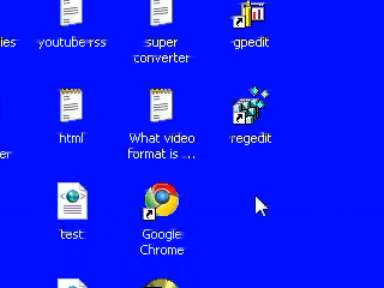 ies
youtube rss
super
converter
gpedit
er
html
What video
format is ...
regedit
test
Google
Chrome